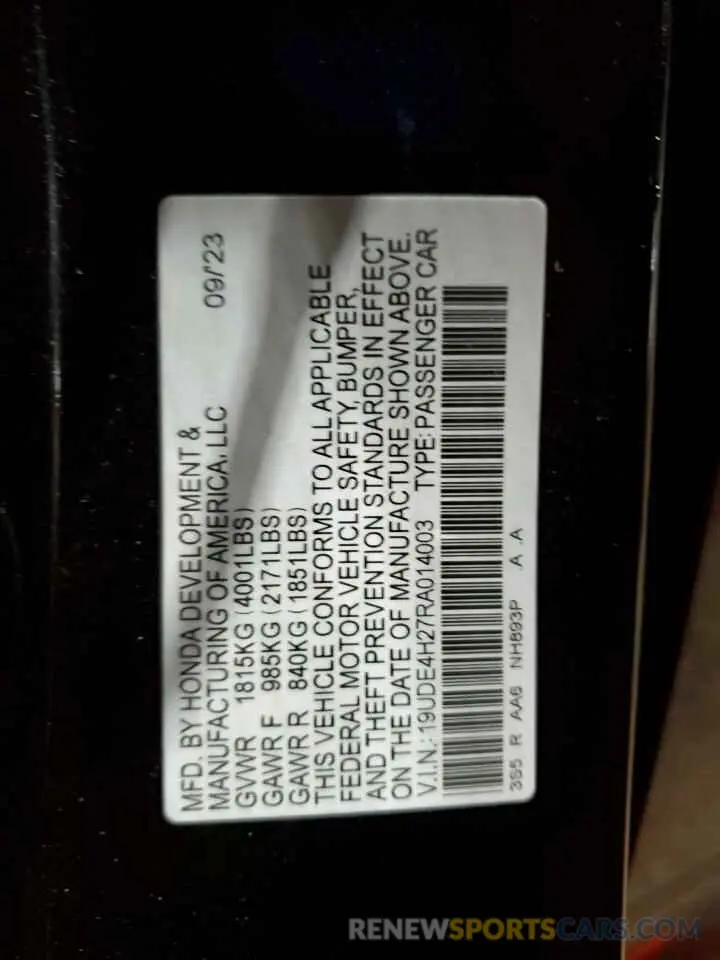 MFD. BY HONDA DEVELOPMENT &
MANUFACTURING OF AMERICA, LLC 09/23
GVWR 1815KG (4001LBS)
GAWR F 985KG (2171LBS)
GAWR R 840KG (1851LBS)
THIS VEHICLE CONFORMS TO ALL APPLICABLE
FEDERAL MOTOR VEHICLE SAFETY, BUMPER,
AND THEFT PREVENTION STANDARDS IN EFFECT
ON THE DATE OF MANUFACTURE SHOWN ABOVE.
V.I.N.: 19UDE4H27RA014003 TYPE: PASSENGER CAR
3S5 R AA6 NH893P .A .A
RENEWSPORTSCARS.COM